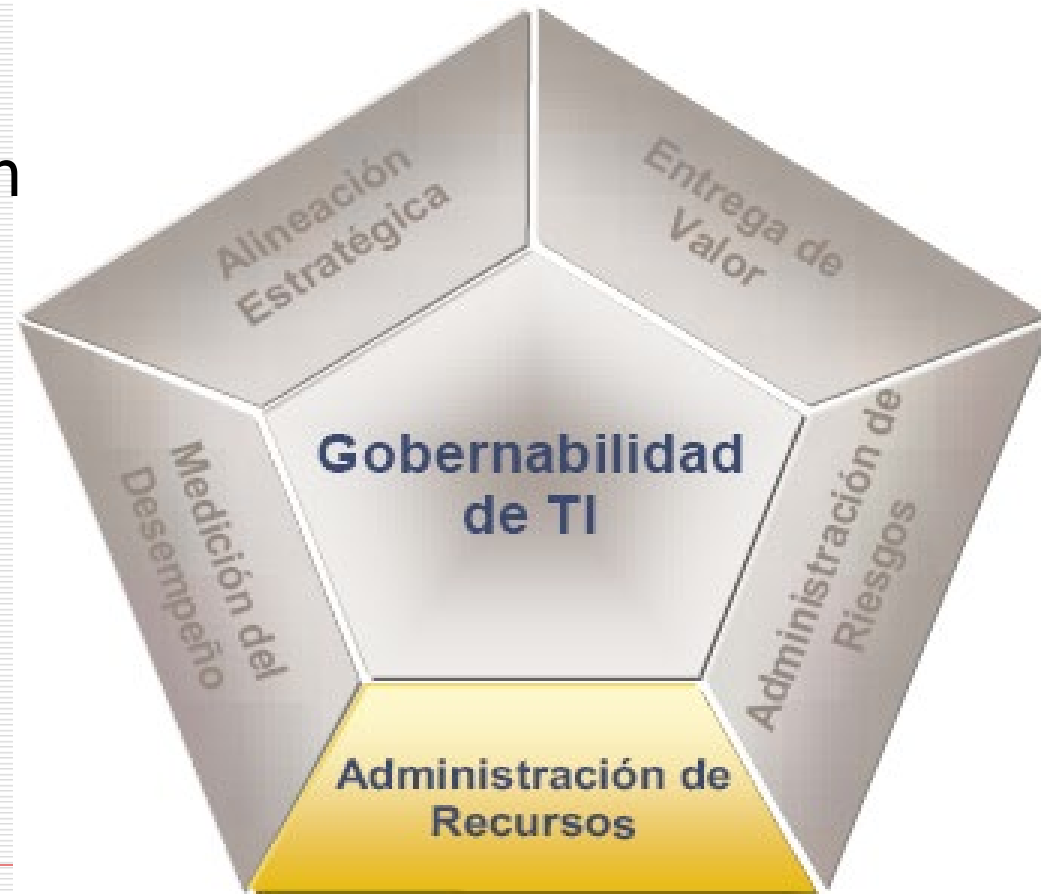 n
Alineación
Estratégica
Entrega de
Valor
Gobernabilidad
de TI
Medición del
Desempeño
Administración de
Riesgos
Administración de
Recursos